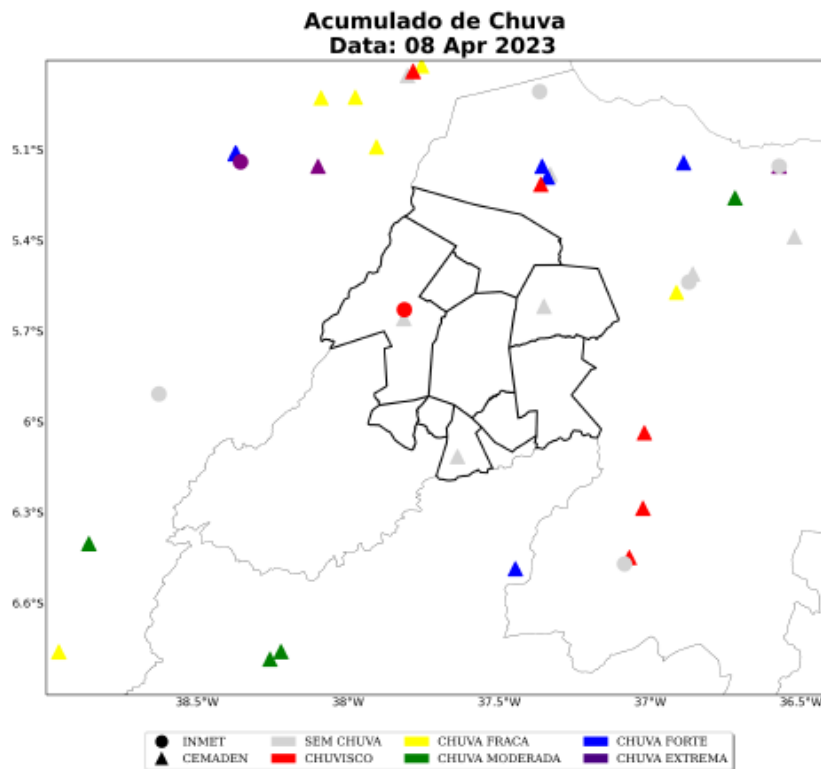 Acumulado de Chuva
Data: 08 Apr 2023
5.1°S
5.4°S
5.7°S
6°S
6.3°S
6.6°S
38.5°W 38°W 37.5°W 37°W 36.5°W
INMET SEM CHUVA CHUVA FRACA CHUVA FORTE
CEMADEN CHUVISCO CHUVA MODERADA CHUVA EXTREMA